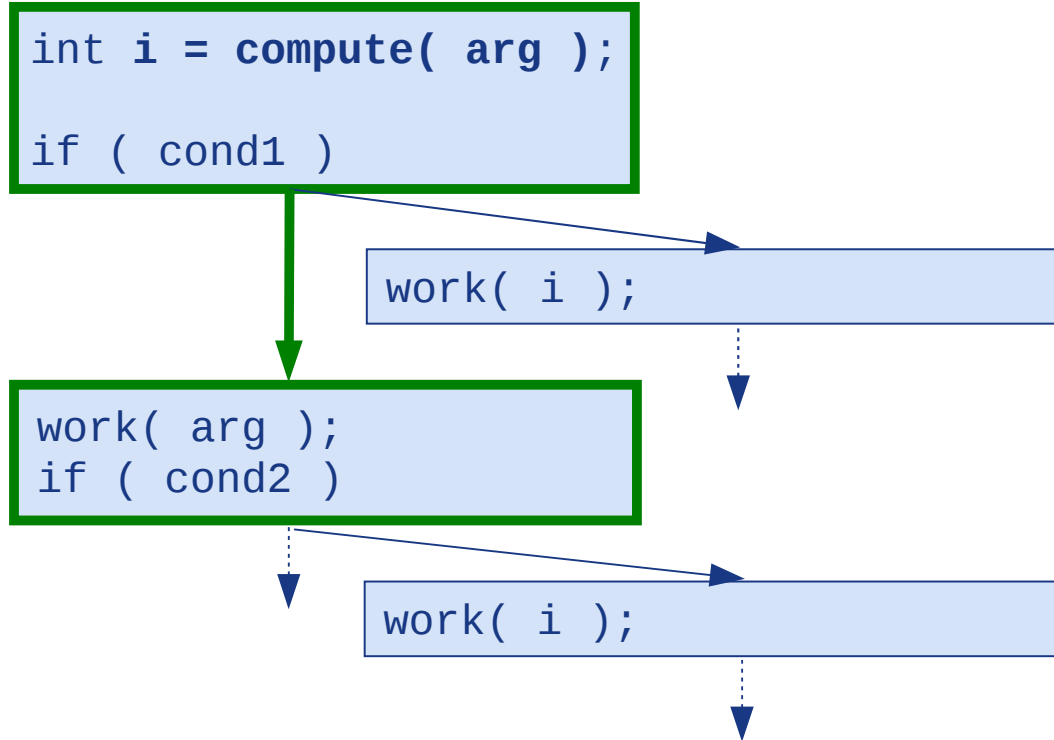 int i = compute( arg );
if ( cond1 )
work( i );
work( arg );
if ( cond2 )
work( i );